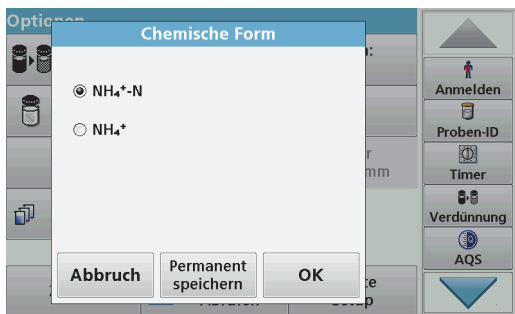 Optionen
Chemische Form
NH₄⁺-N
NH₄⁺
Abbruch
Permanent
speichern
OK
Anmelden
Proben-ID
Timer
Verdünnung
AQS